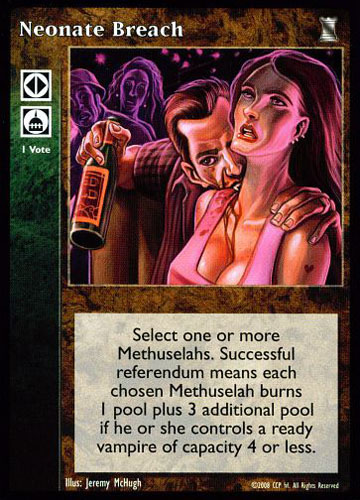 Neonate Breach
1 Vote
Select one or more
Methuselahs. Successful
referendum means each
chosen Methuselah burns
1 pool plus 3 additional pool
if he or she controls a ready
vampire of capacity 4 or less.
Illus: Jeremy McHugh
©2008 CCP hf. All Rights Reserved